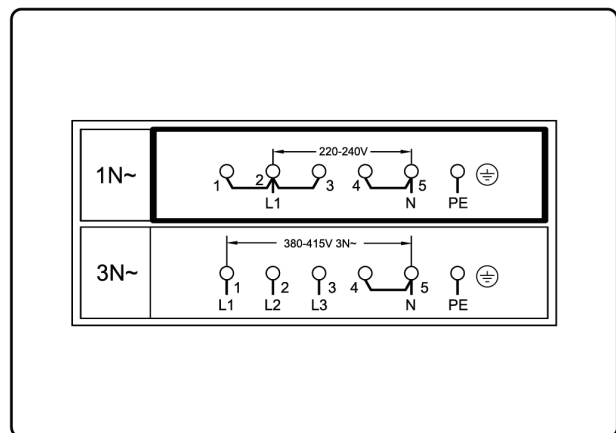 1N~
220-240V
1 2 3 4 5
L1 N PE
3N~
380-415V 3N~
1 2 3 4 5
L1 L2 L3 N PE